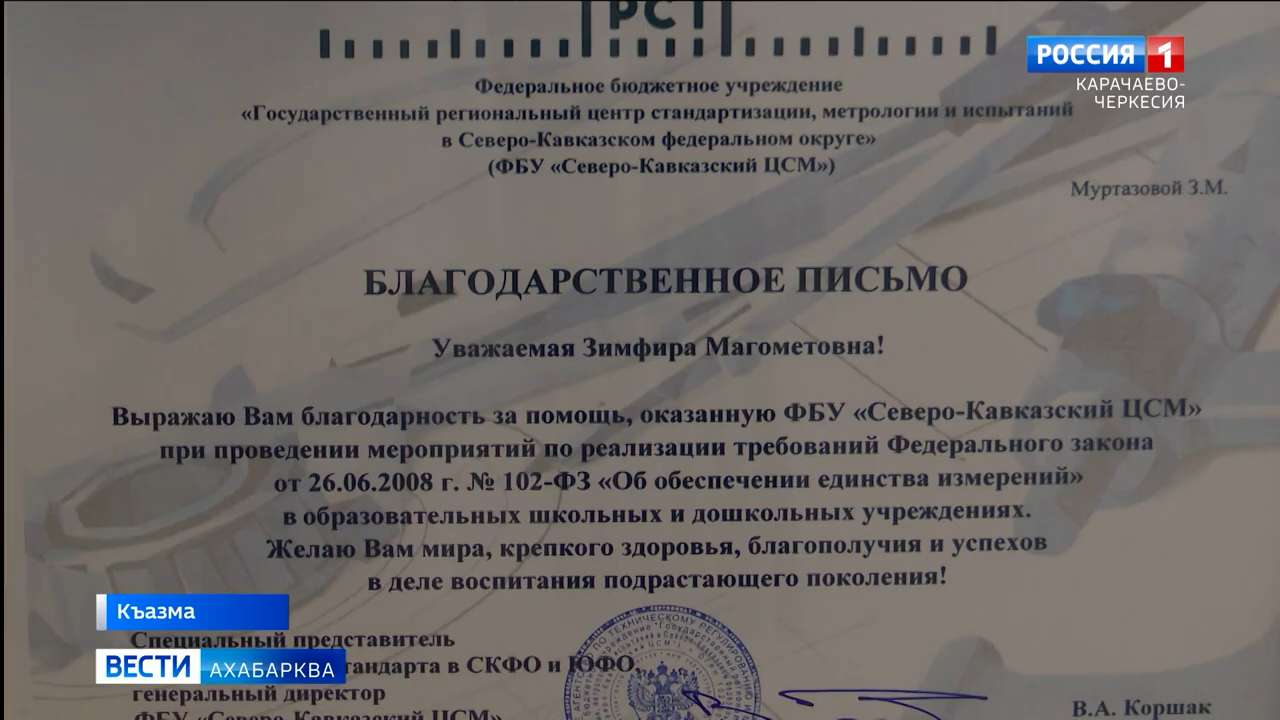 РСТ
РОССИЯ 1
КАРАЧАЕВО-
ЧЕРКЕСИЯ
Федеральное бюджетное учреждение
«Государственный региональный центр стандартизации, метрологии и испытаний
в Северо-Кавказском федеральном округе»
(ФБУ «Северо-Кавказский ЦСМ»)
Муртазовой З.М.
БЛАГОДАРСТВЕННОЕ ПИСЬМО
Уважаемая Зимфира Магометовна!
Выражаю Вам благодарность за помощь, оказанную ФБУ «Северо-Кавказский ЦСМ»
при проведении мероприятий по реализации требований Федерального закона
от 26.06.2008 г. № 102-ФЗ «Об обеспечении единства измерений»
в образовательных школьных и дошкольных учреждениях.
Желаю Вам мира, крепкого здоровья, благополучия и успехов
в деле воспитания подрастающего поколения!
Къазма
Специальный представитель
ВЕСТИ АХАБАРКВА
тандарта в СКФО и ЮФО,
генеральный директор
ФБУ «Северо-Кавказский ЦСМ»
В.А. Коршак